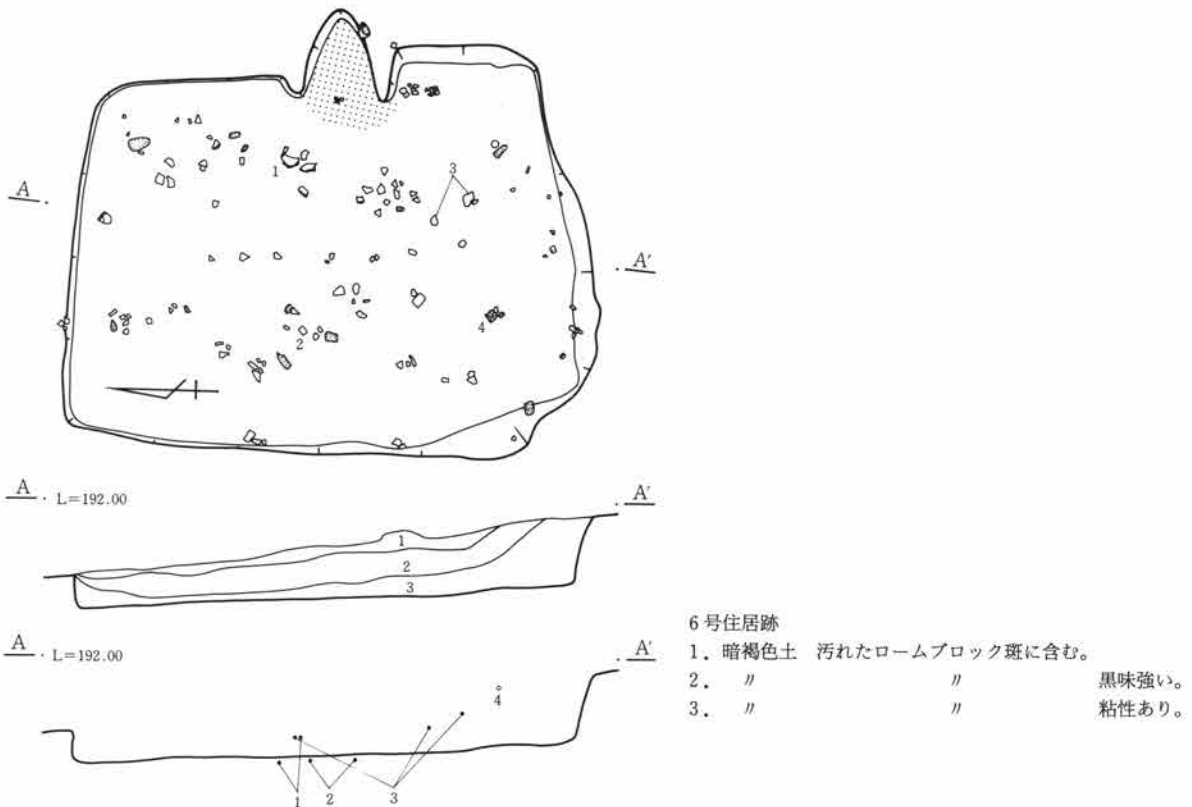 1
3
A
A'
4
2
A L=192.00 A'
1
2
3
A L=192.00 A'
4
1 2 3
6号住居跡
1．暗褐色土　汚れたロームブロック斑に含む。
2．　〃　　　〃　　　黒味強い。
3．　〃　　　〃　　　粘性あり。